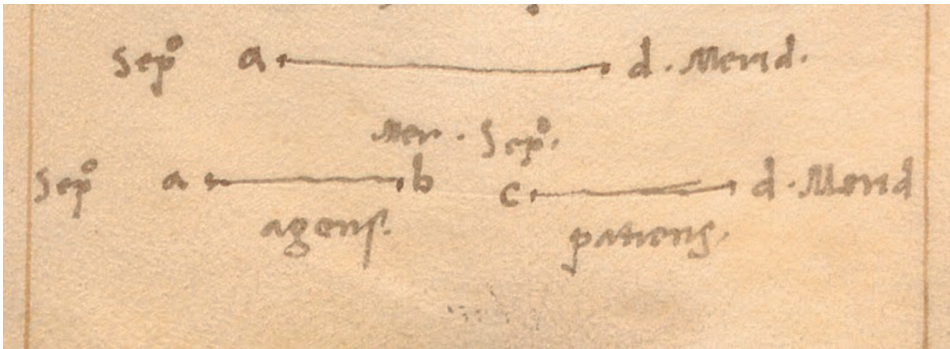 Sepº a d. Merid.
Mer. Sepº.
Sepº a b c d. Merid
agens. patiens.